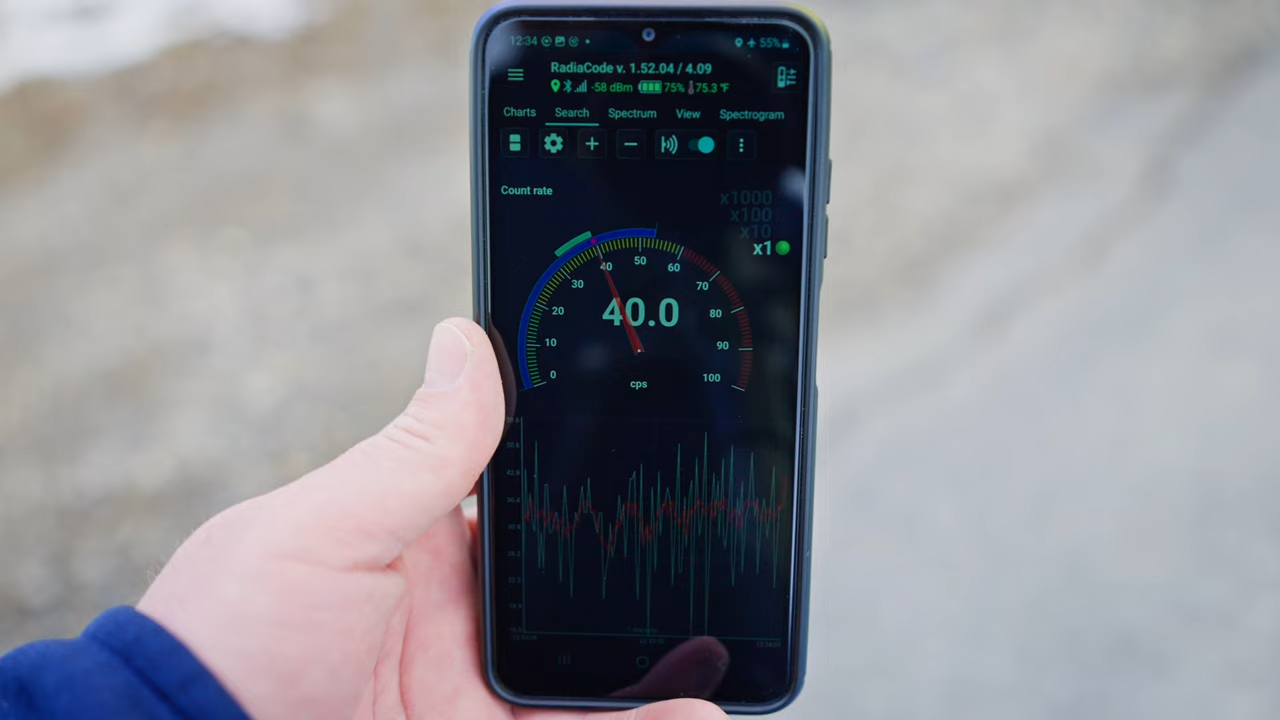 12:34 55%
RadiaCode v. 1.52.04 / 4.09
-58 dBm 75% 75.3 °F
Charts Search Spectrum View Spectrogram
Count rate
x1000
x100
x10
x1
0 10 20 30 40 50 60 70 80 90 100
40.0
cps